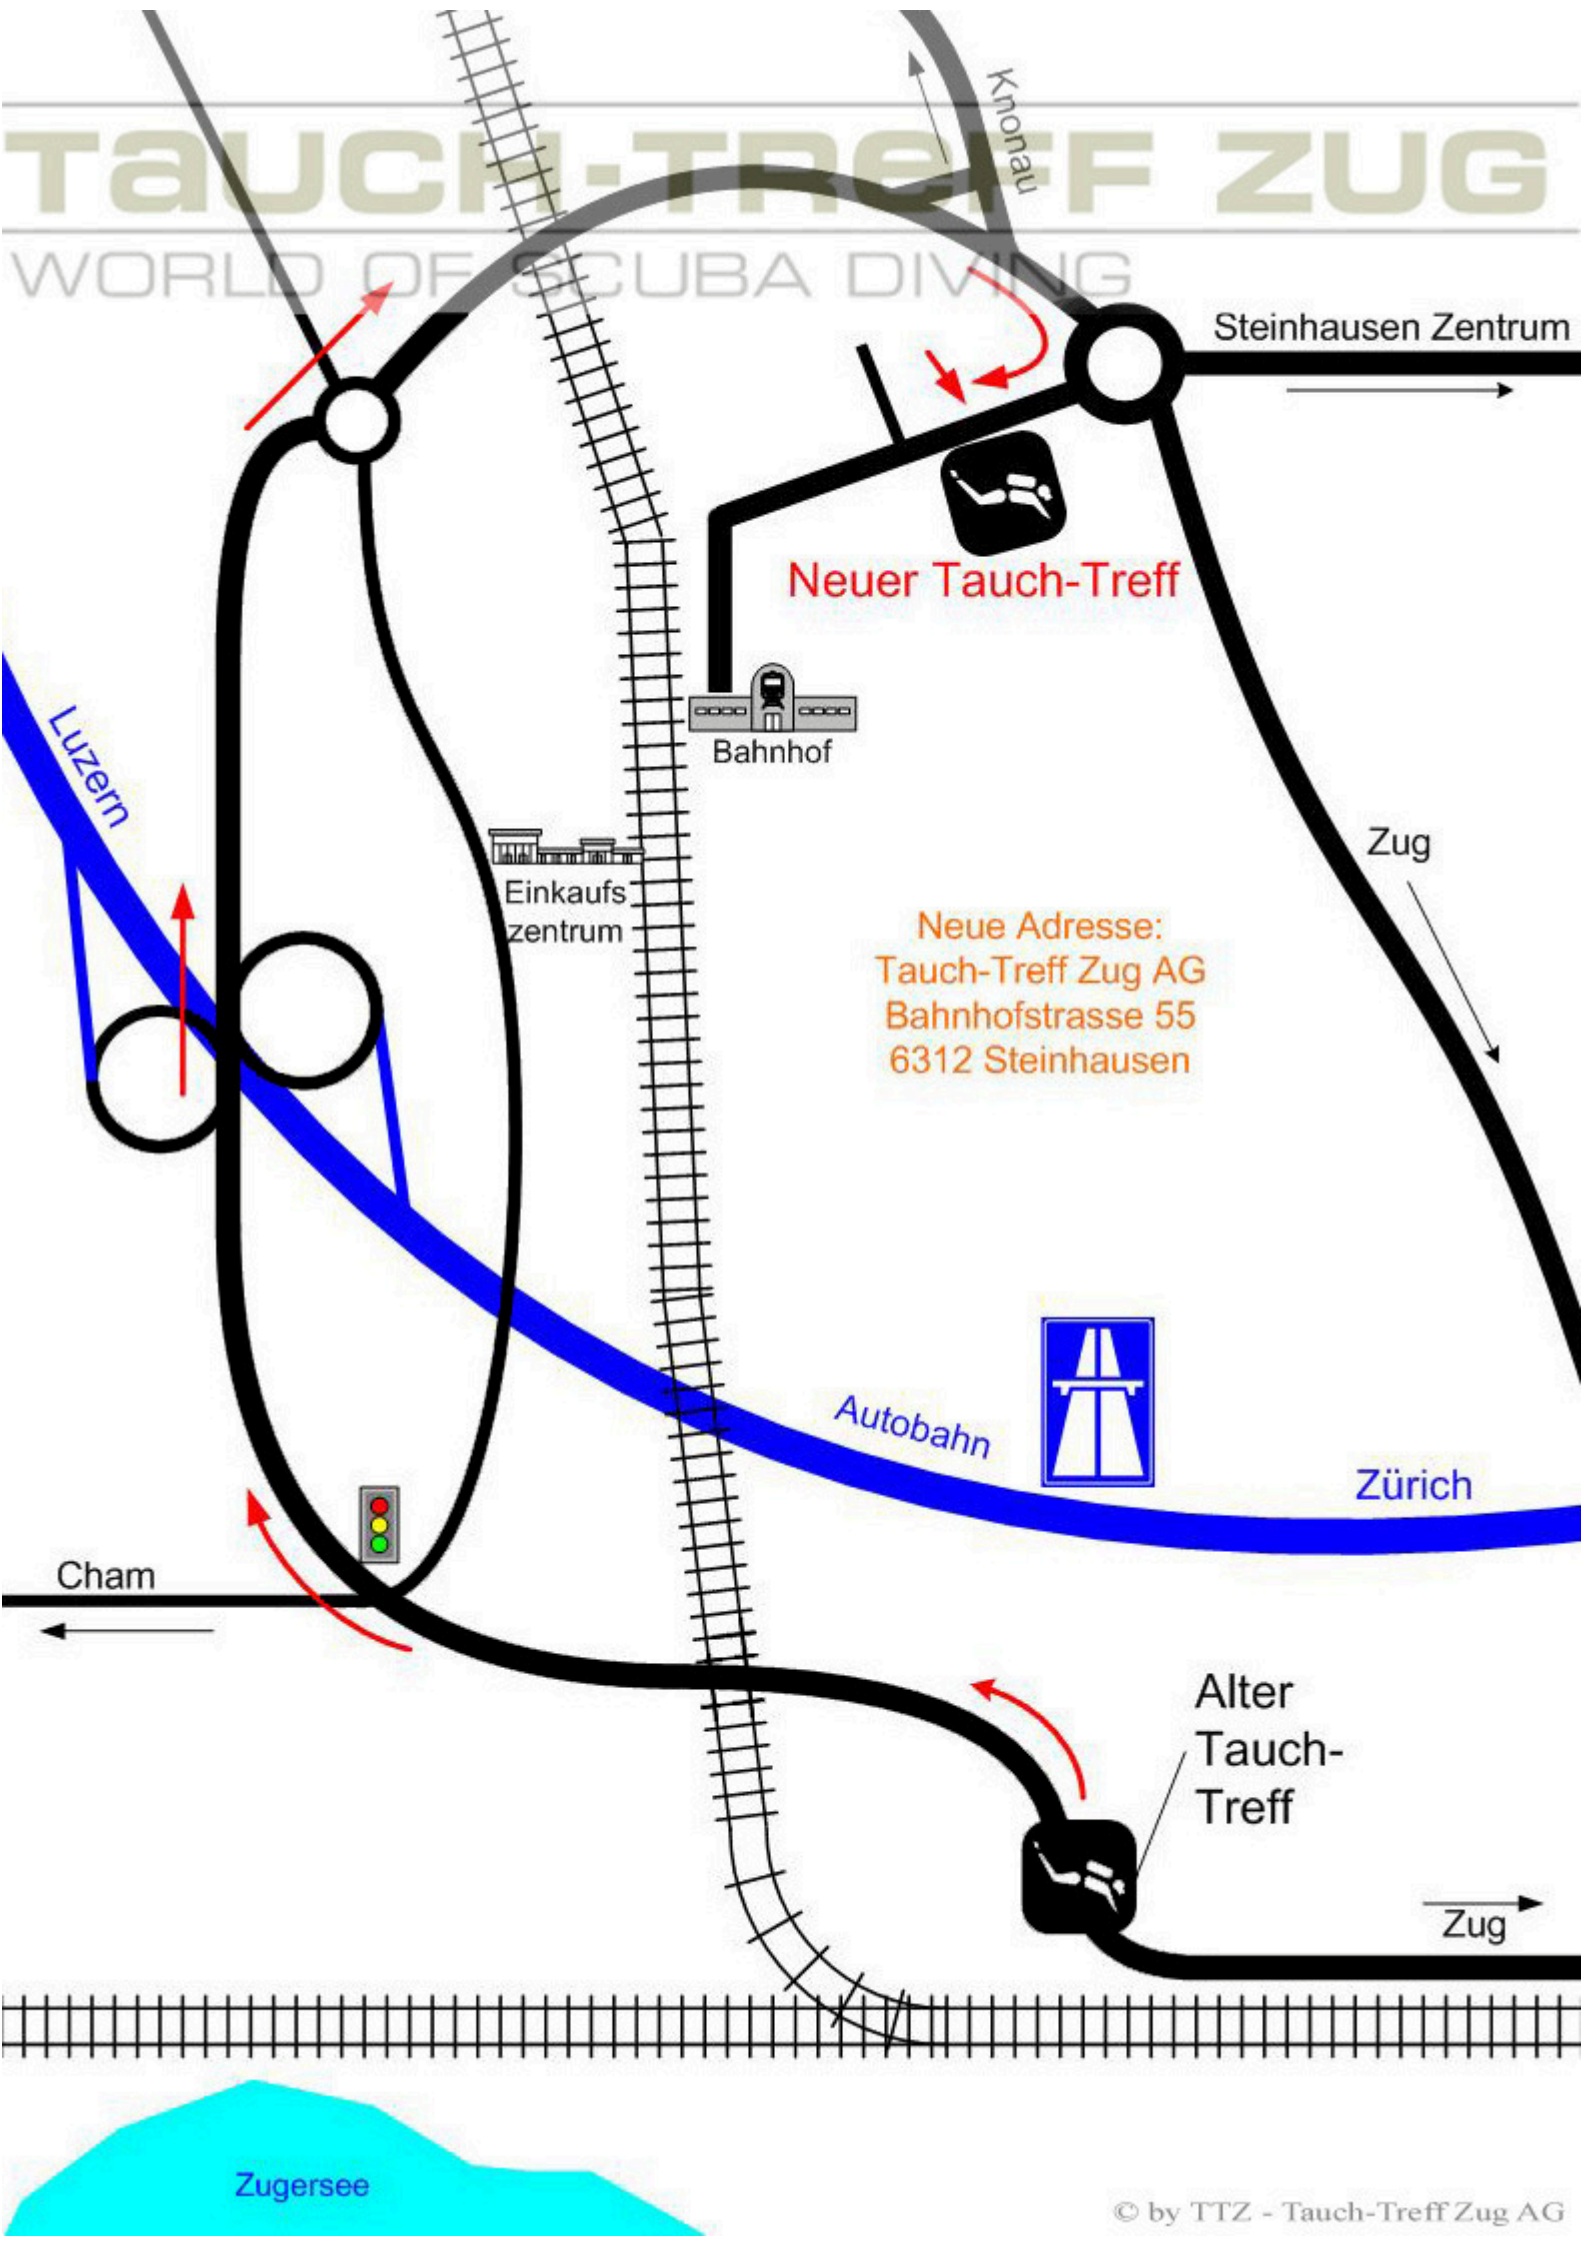 Knonau
TaUCH-TReFF ZUG
WORLD OF SCUBA DIVING
Steinhausen Zentrum
Neuer Tauch-Treff
Luzern
Bahnhof
Zug
Einkaufs
zentrum
Neue Adresse:
Tauch-Treff Zug AG
Bahnhofstrasse 55
6312 Steinhausen
Autobahn
Zürich
Cham
Alter
Tauch-
Treff
Zug
Zugersee
© by TTZ - Tauch-Treff Zug AG